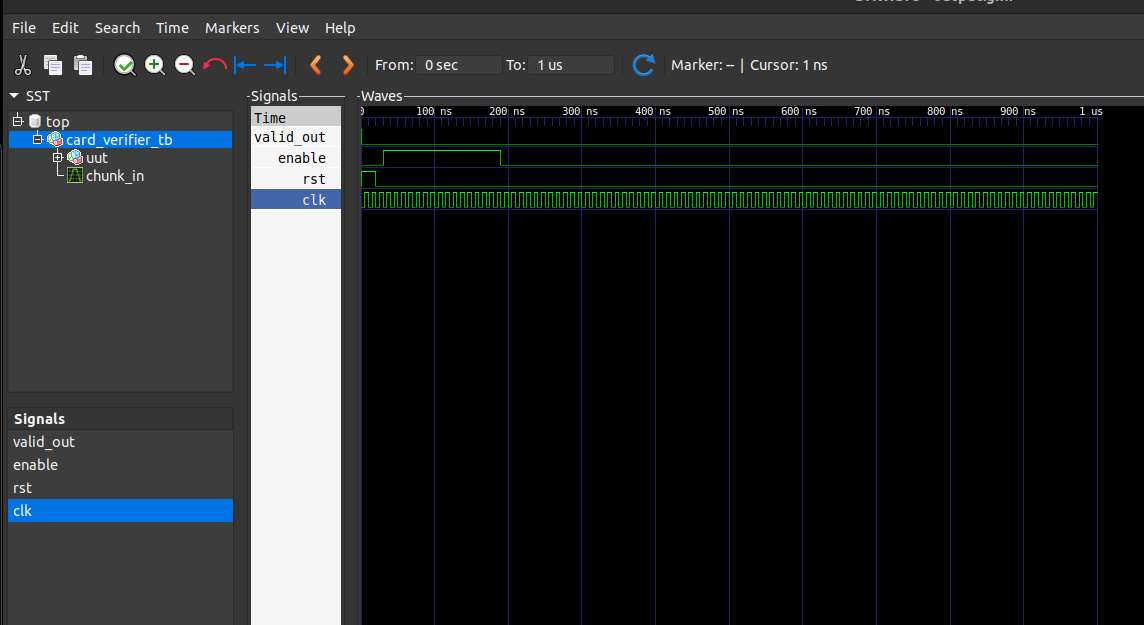 File Edit Search Time Markers View Help
From: 0 sec To: 1 us Marker: -- | Cursor: 1 ns
SST
top
card_verifier_tb
uut
chunk_in
Signals
valid_out
enable
rst
clk
Signals
Time
valid_out
enable
rst
clk
Waves
0 100 ns 200 ns 300 ns 400 ns 500 ns 600 ns 700 ns 800 ns 900 ns 1 us